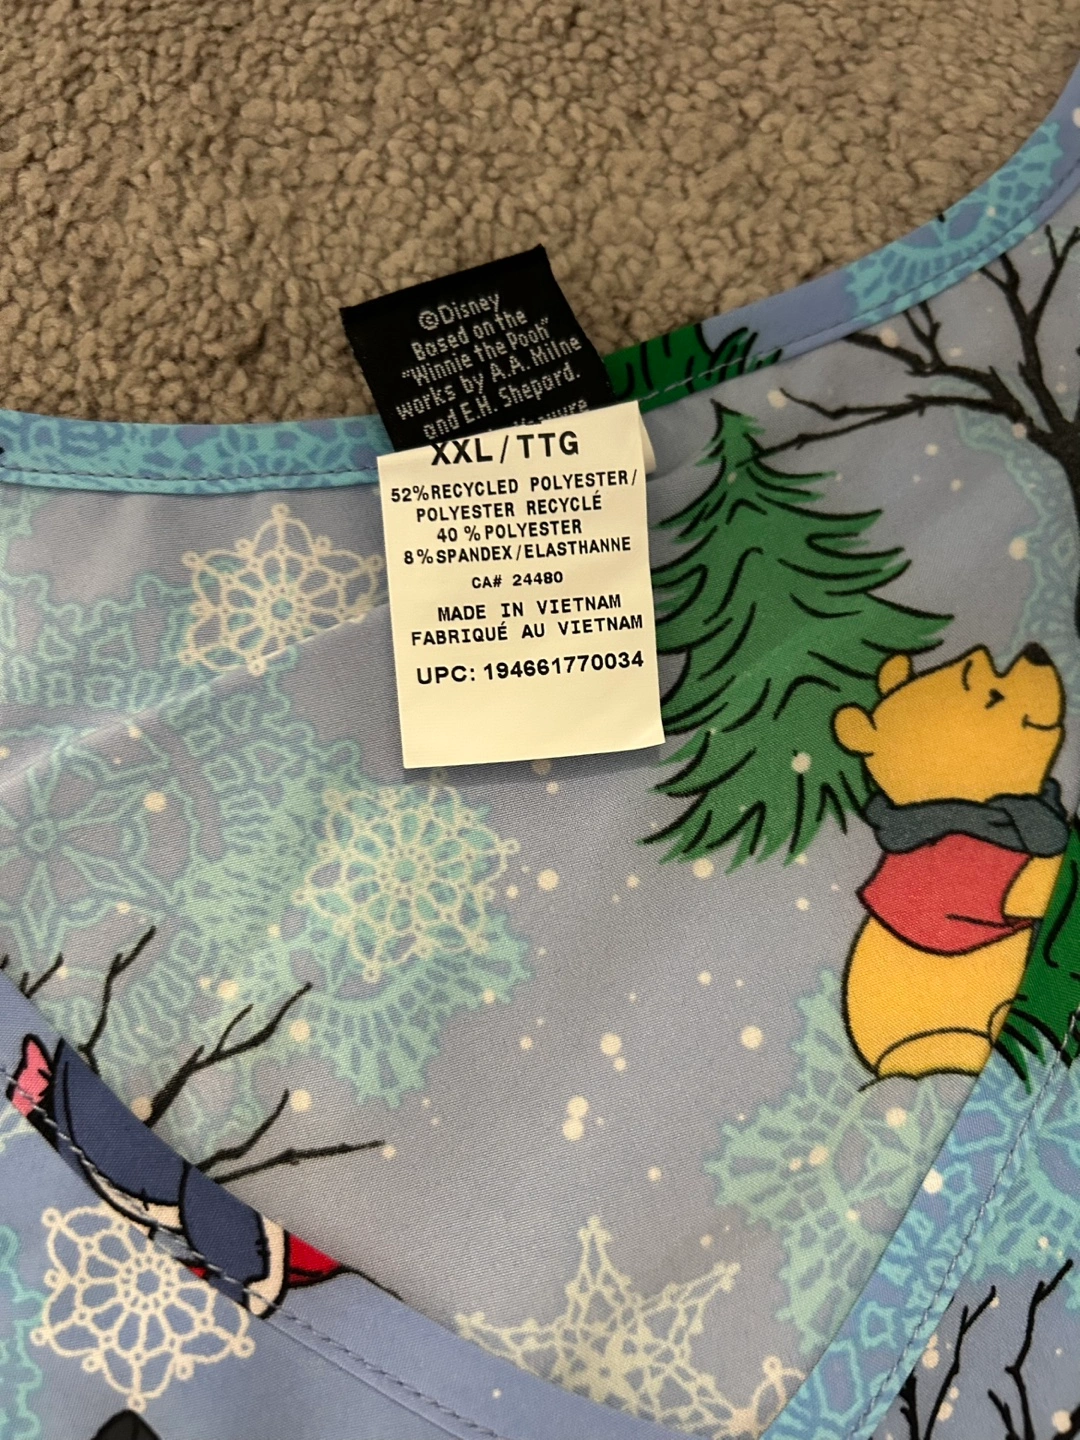 ©Disney
Based on the
"Winnie the Pooh"
works by A.A. Milne
and E.H. Shepard.
XXL/TTG
52%RECYCLED POLYESTER/
POLYESTER RECYCLÉ
40 %POLYESTER
8%SPANDEX/ELASTHANNE
CA# 24480
MADE IN VIETNAM
FABRIQUÉ AU VIETNAM
UPC: 194661770034